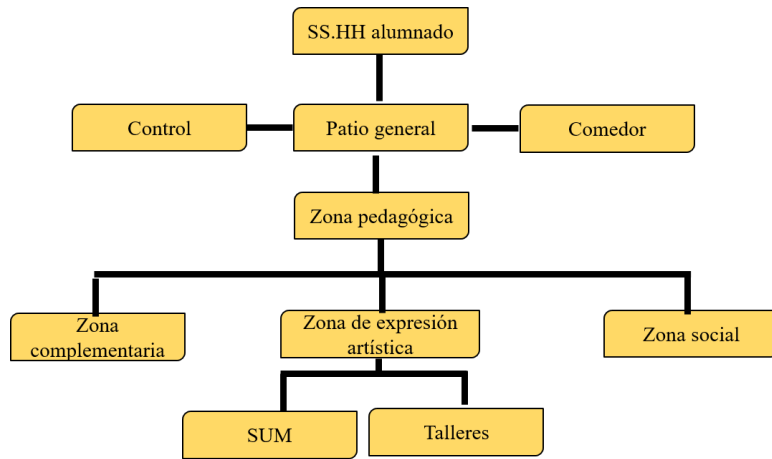 SS.HH alumnado
Control
Patio general
Comedor
Zona pedagógica
Zona
complementaria
Zona de expresión
artística
Zona social
SUM
Talleres